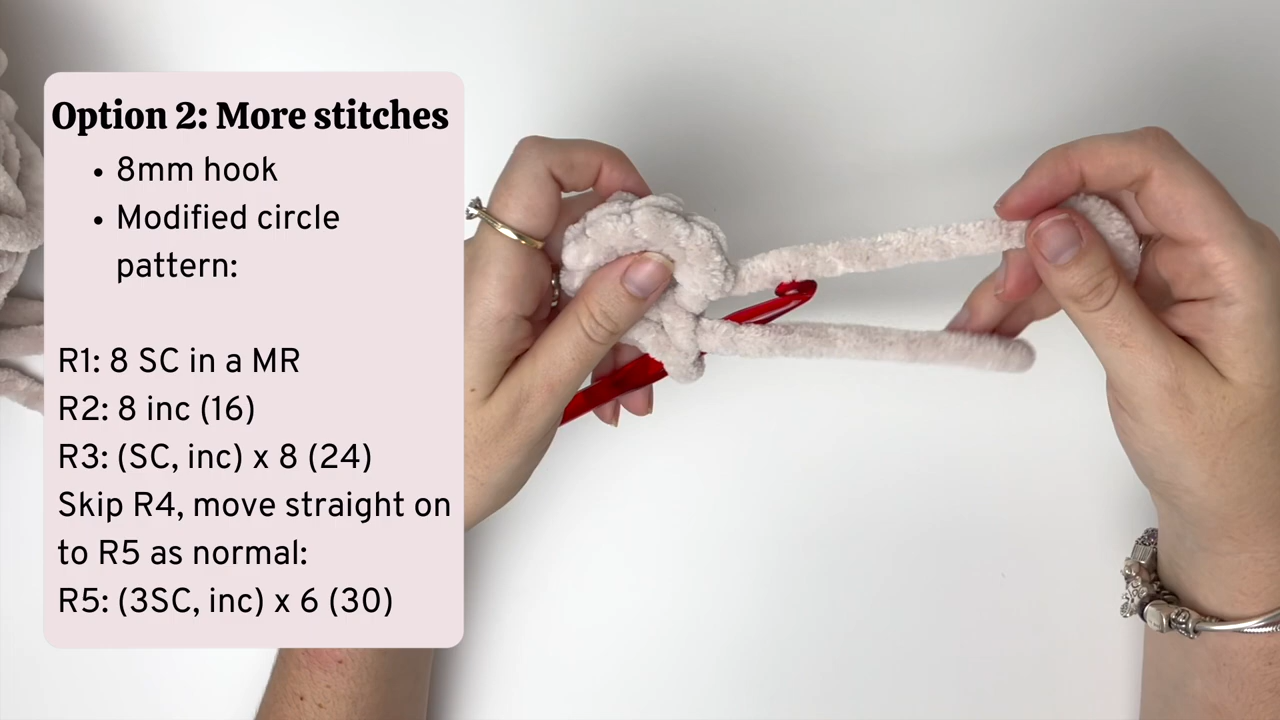 Option 2: More stitches
• 8mm hook
• Modified circle
pattern:
R1: 8 SC in a MR
R2: 8 inc (16)
R3: (SC, inc) x 8 (24)
Skip R4, move straight on
to R5 as normal:
R5: (3SC, inc) x 6 (30)